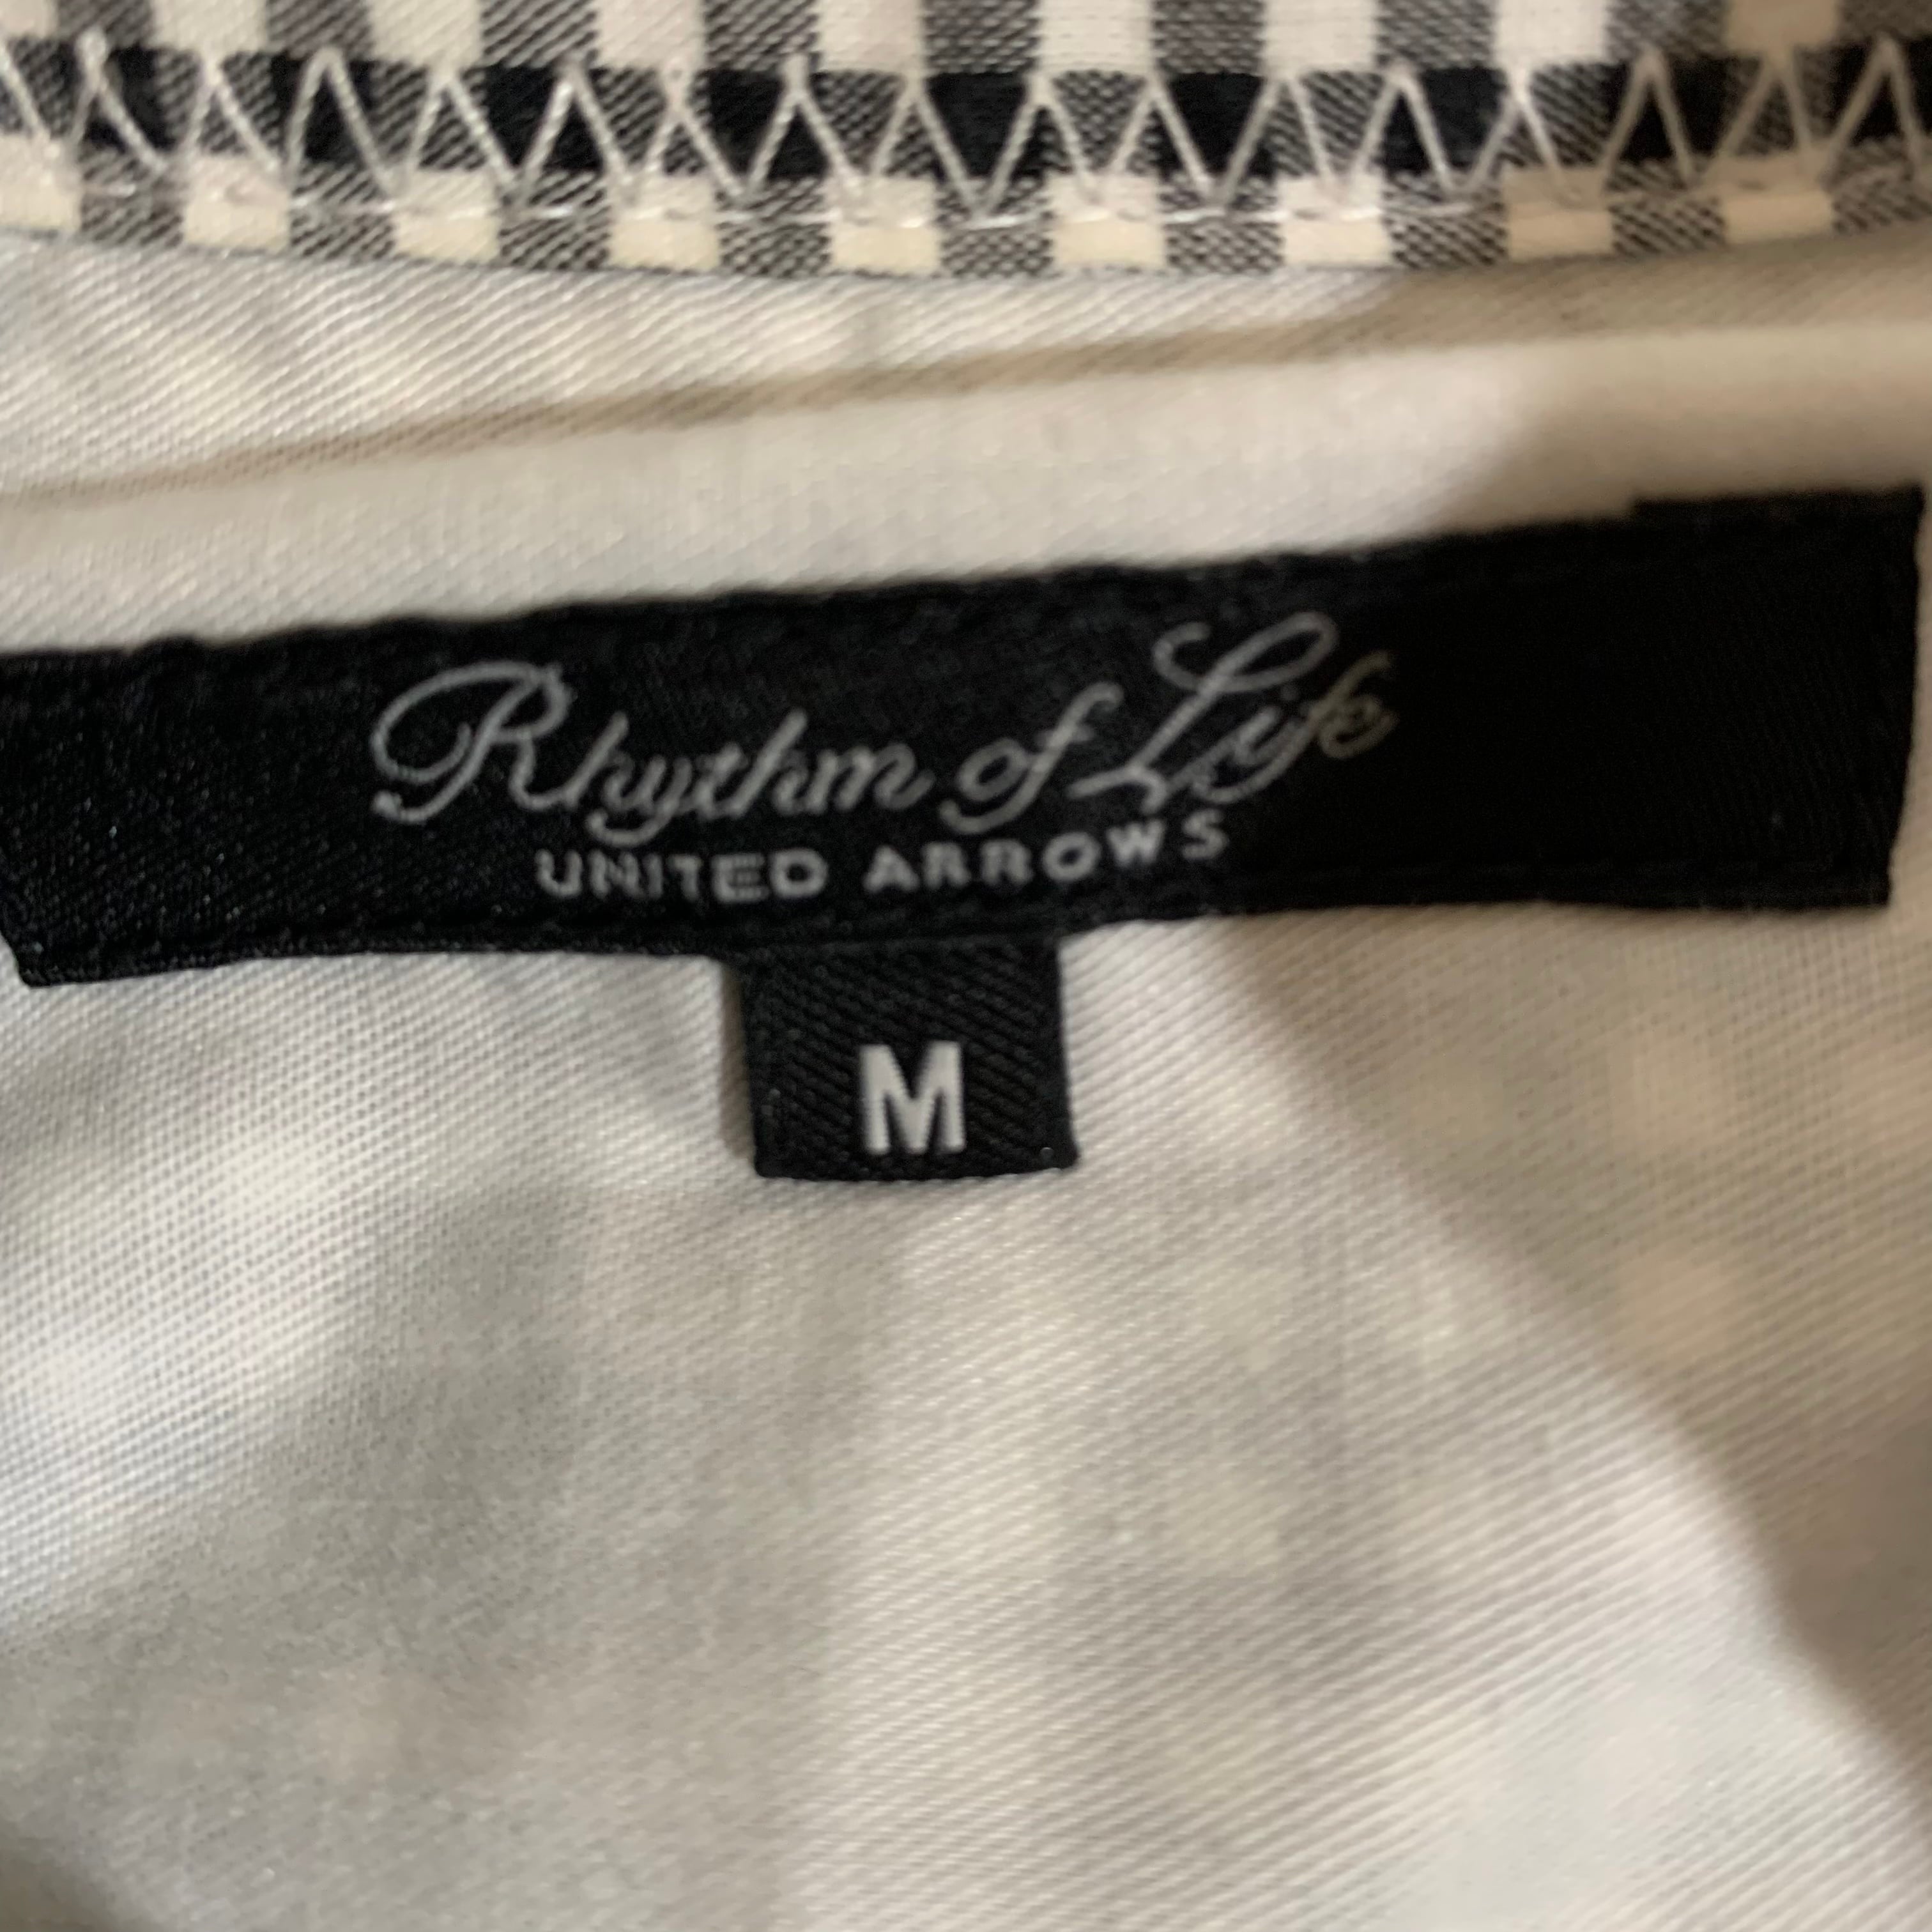 Rhythm of Life
UNITED ARROWS
M